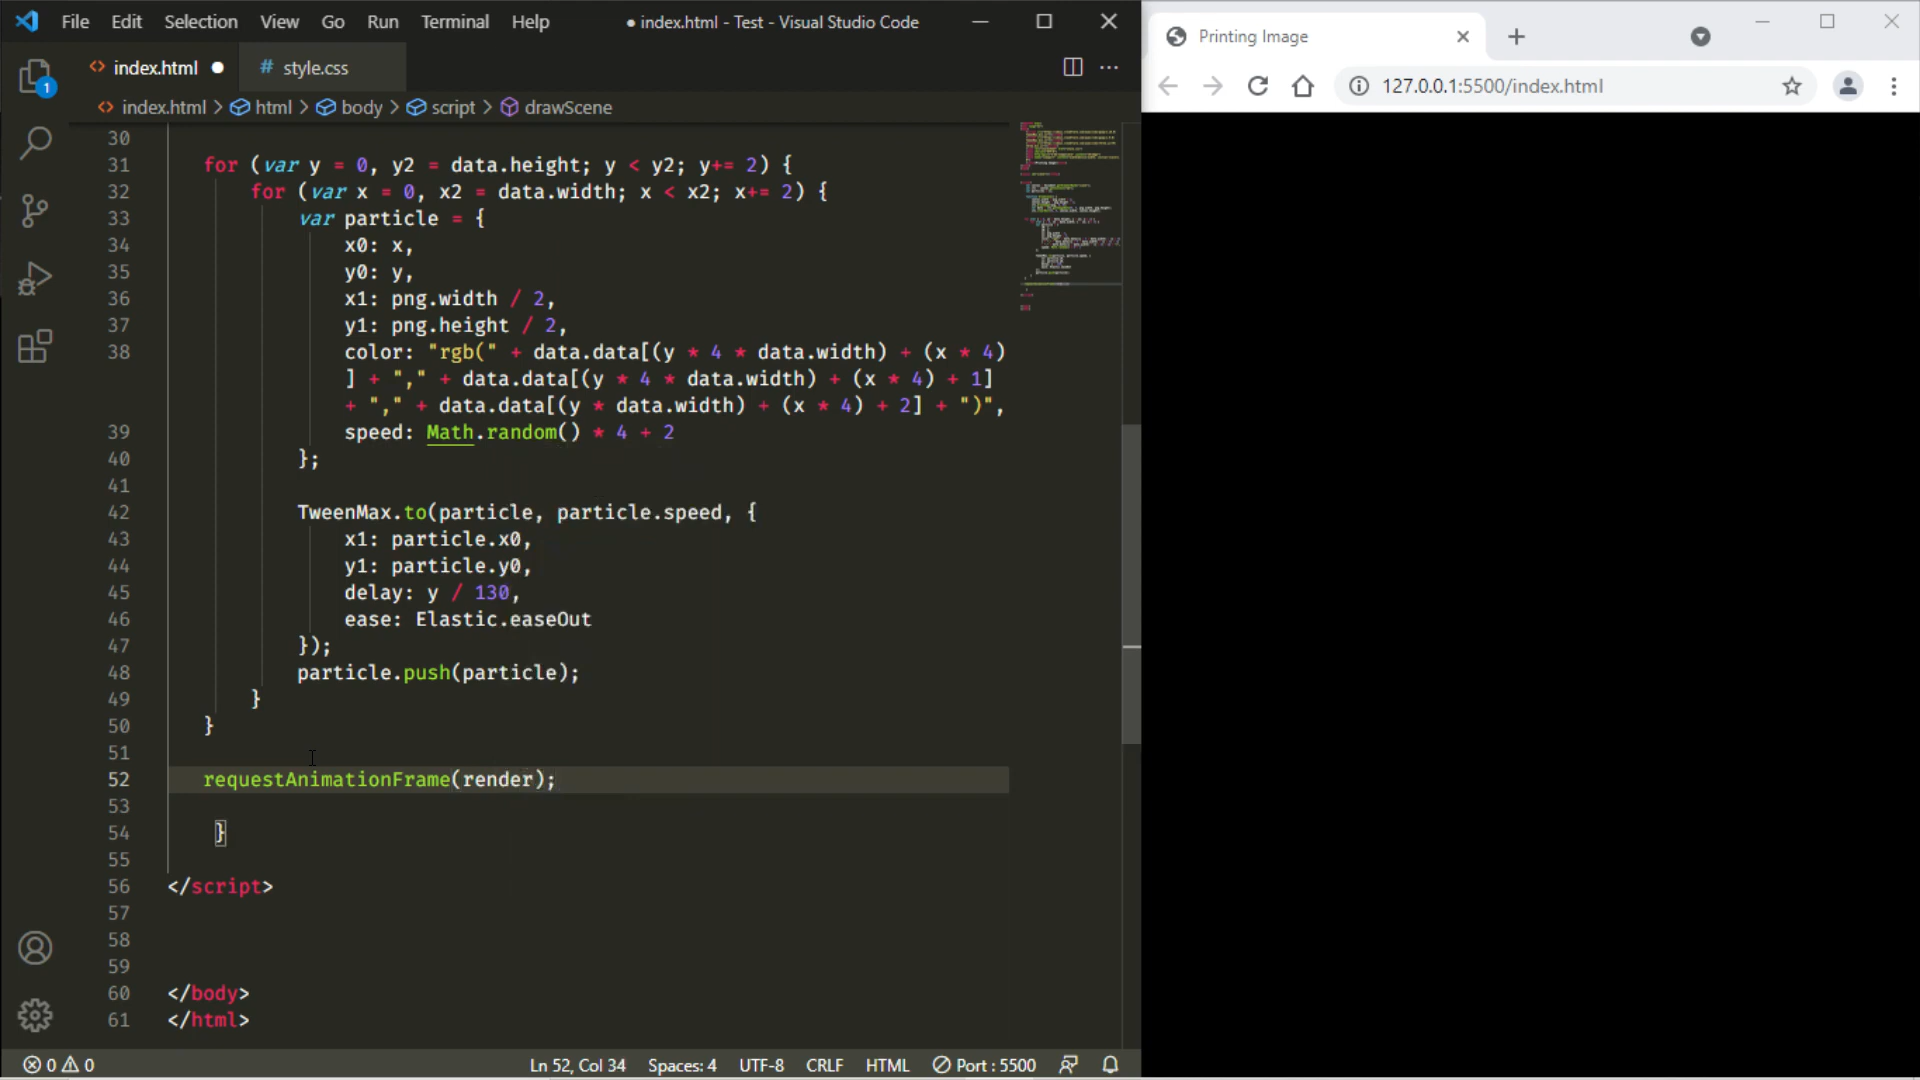 File Edit Selection View Go Run Terminal Help ● index.html - Test - Visual Studio Code
index.html ● # style.css
index.html > html > body > script > drawScene
30
31 for (var y = 0, y2 = data.height; y < y2; y+= 2) {
32 for (var x = 0, x2 = data.width; x < x2; x+= 2) {
33 var particle = {
34 x0: x,
35 y0: y,
36 x1: png.width / 2,
37 y1: png.height / 2,
38 color: "rgb(" + data.data[(y * 4 * data.width) + (x * 4)
] + "," + data.data[(y * 4 * data.width) + (x * 4) + 1]
+ "," + data.data[(y * data.width) + (x * 4) + 2] + ")",
39 speed: Math.random() * 4 + 2
40 };
41
42 TweenMax.to(particle, particle.speed, {
43 x1: particle.x0,
44 y1: particle.y0,
45 delay: y / 130,
46 ease: Elastic.easeOut
47 });
48 particle.push(particle);
49 }
50 }
51
52 requestAnimationFrame(render);
53
54 }
55
56 </script>
57
58
59
60 </body>
61 </html>
0 0 Ln 52, Col 34 Spaces: 4 UTF-8 CRLF HTML Port : 5500
1
Printing Image
127.0.0.1:5500/index.html